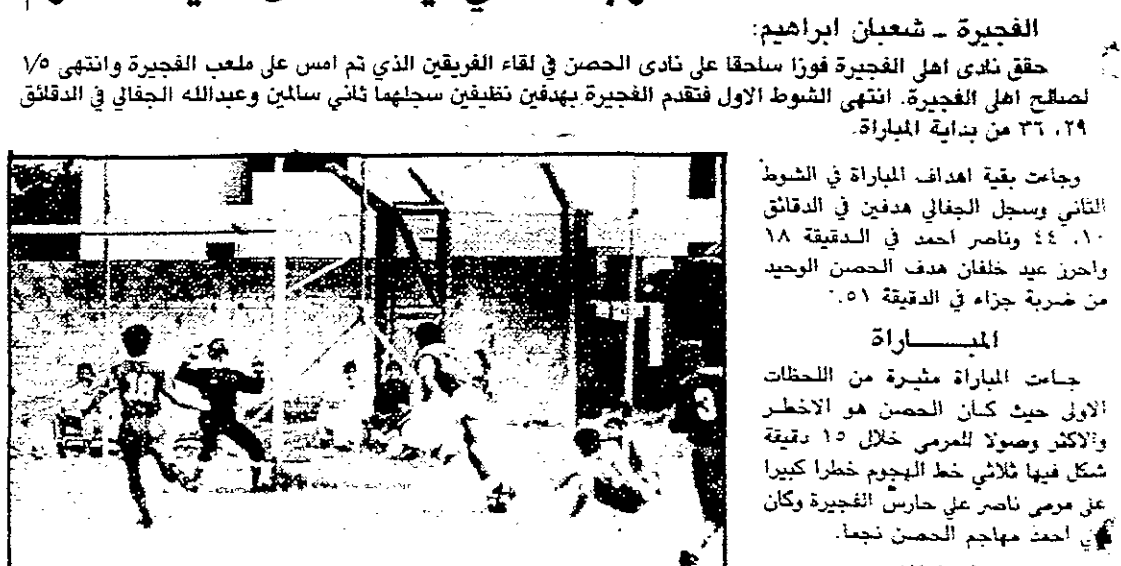 الفجيرة ـ شعبان ابراهيم:
حقق نادى اهلى الفجيرة فوزا ساحقا على نادى الحصن في لقاء الفريقين الذي تم امس على ملعب الفجيرة وانتهى ١/٥
لصالح اهلى الفجيرة. انتهى الشوط الاول فتقدم الفجيرة بهدفين نظيفين سجلهما ثاني سالمين وعبدالله الجفالي في الدقائق
٢٩، ٣٦ من بداية المباراة.
وجاءت بقية اهداف المباراة في الشوط
الثاني وسجل الجفالي هدفين في الدقائق
١٠، ٤٤ وناصر احمد في الدقيقة ١٨
واحرز عيد خلفان هدف الحصن الوحيد
من ضربة جزاء في الدقيقة ٥١.
المبــــــاراة
جاءت المباراة مثيرة من اللحظات
الاولى حيث كان الحصن هو الاخطر
والاكثر وصولا للمرمى خلال ١٥ دقيقة
شكل فيها ثلاثي خط الهجوم خطرا كبيرا
على مرمى ناصر علي حارس الفجيرة وكان
احمد مهاجم الحصن نجما.